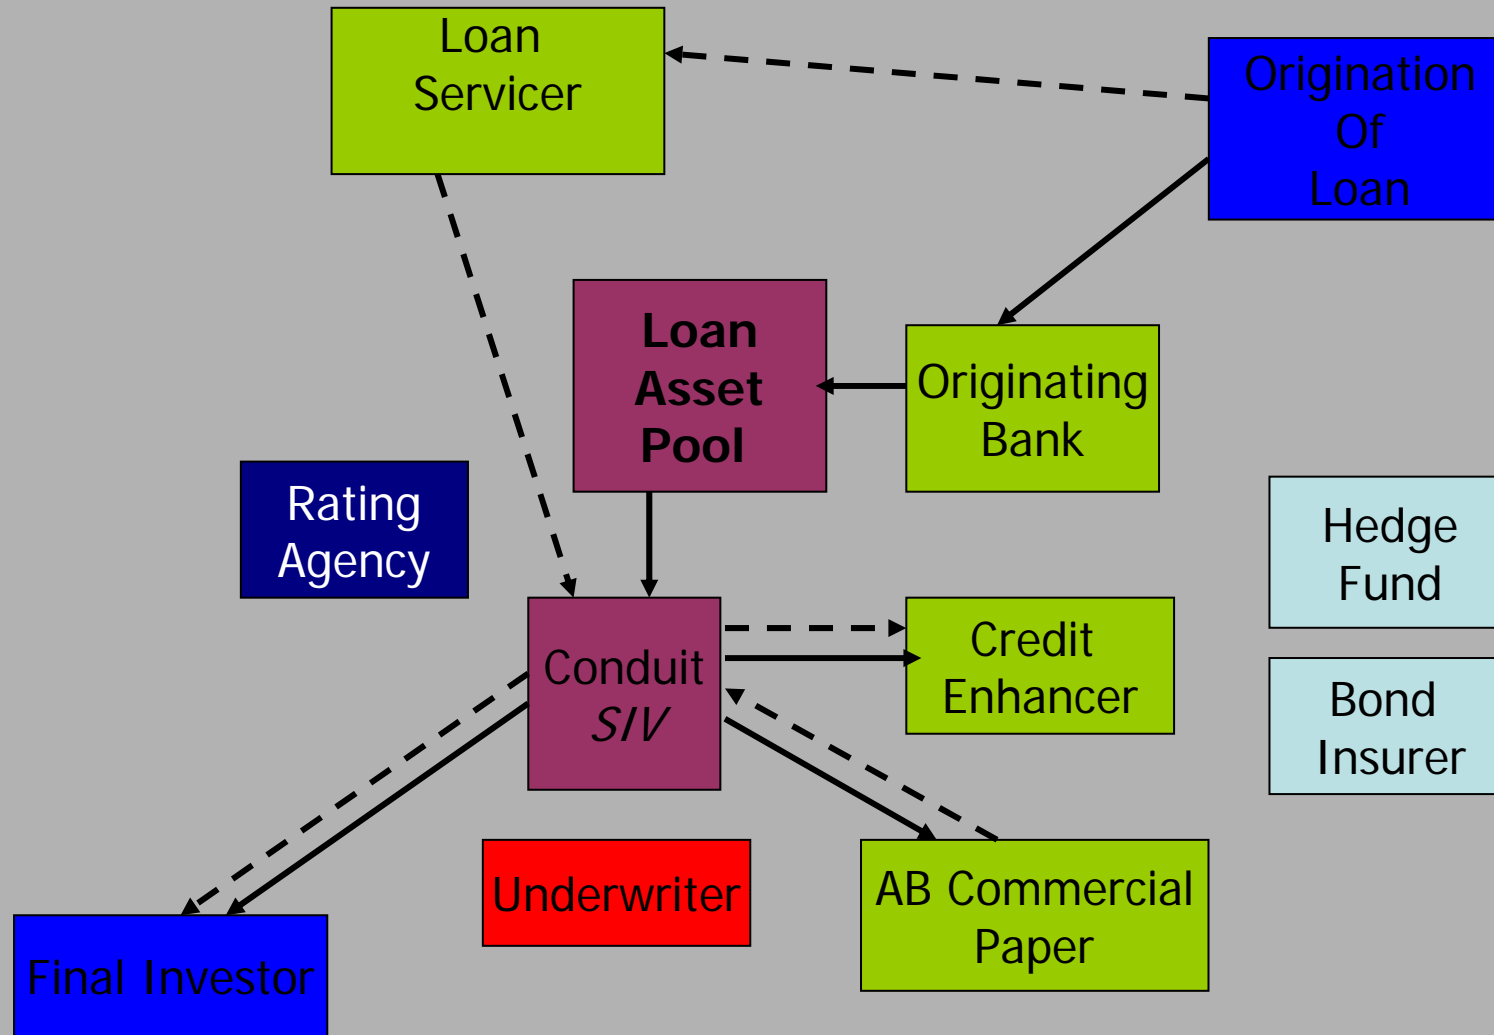 Loan
Servicer
Origination
Of
Loan
Loan
Asset
Pool
Originating
Bank
Rating
Agency
Hedge
Fund
Conduit
SIV
Credit
Enhancer
Bond
Insurer
Underwriter
AB Commercial
Paper
Final Investor